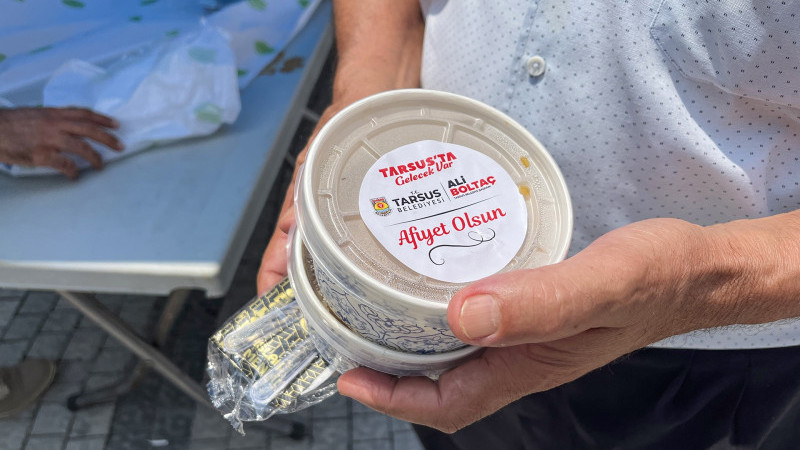 TARSUS'TA
Gelecek Var
T.C.
TARSUS
BELEDİYESİ
ALİ
BOLTAÇ
Afiyet Olsun